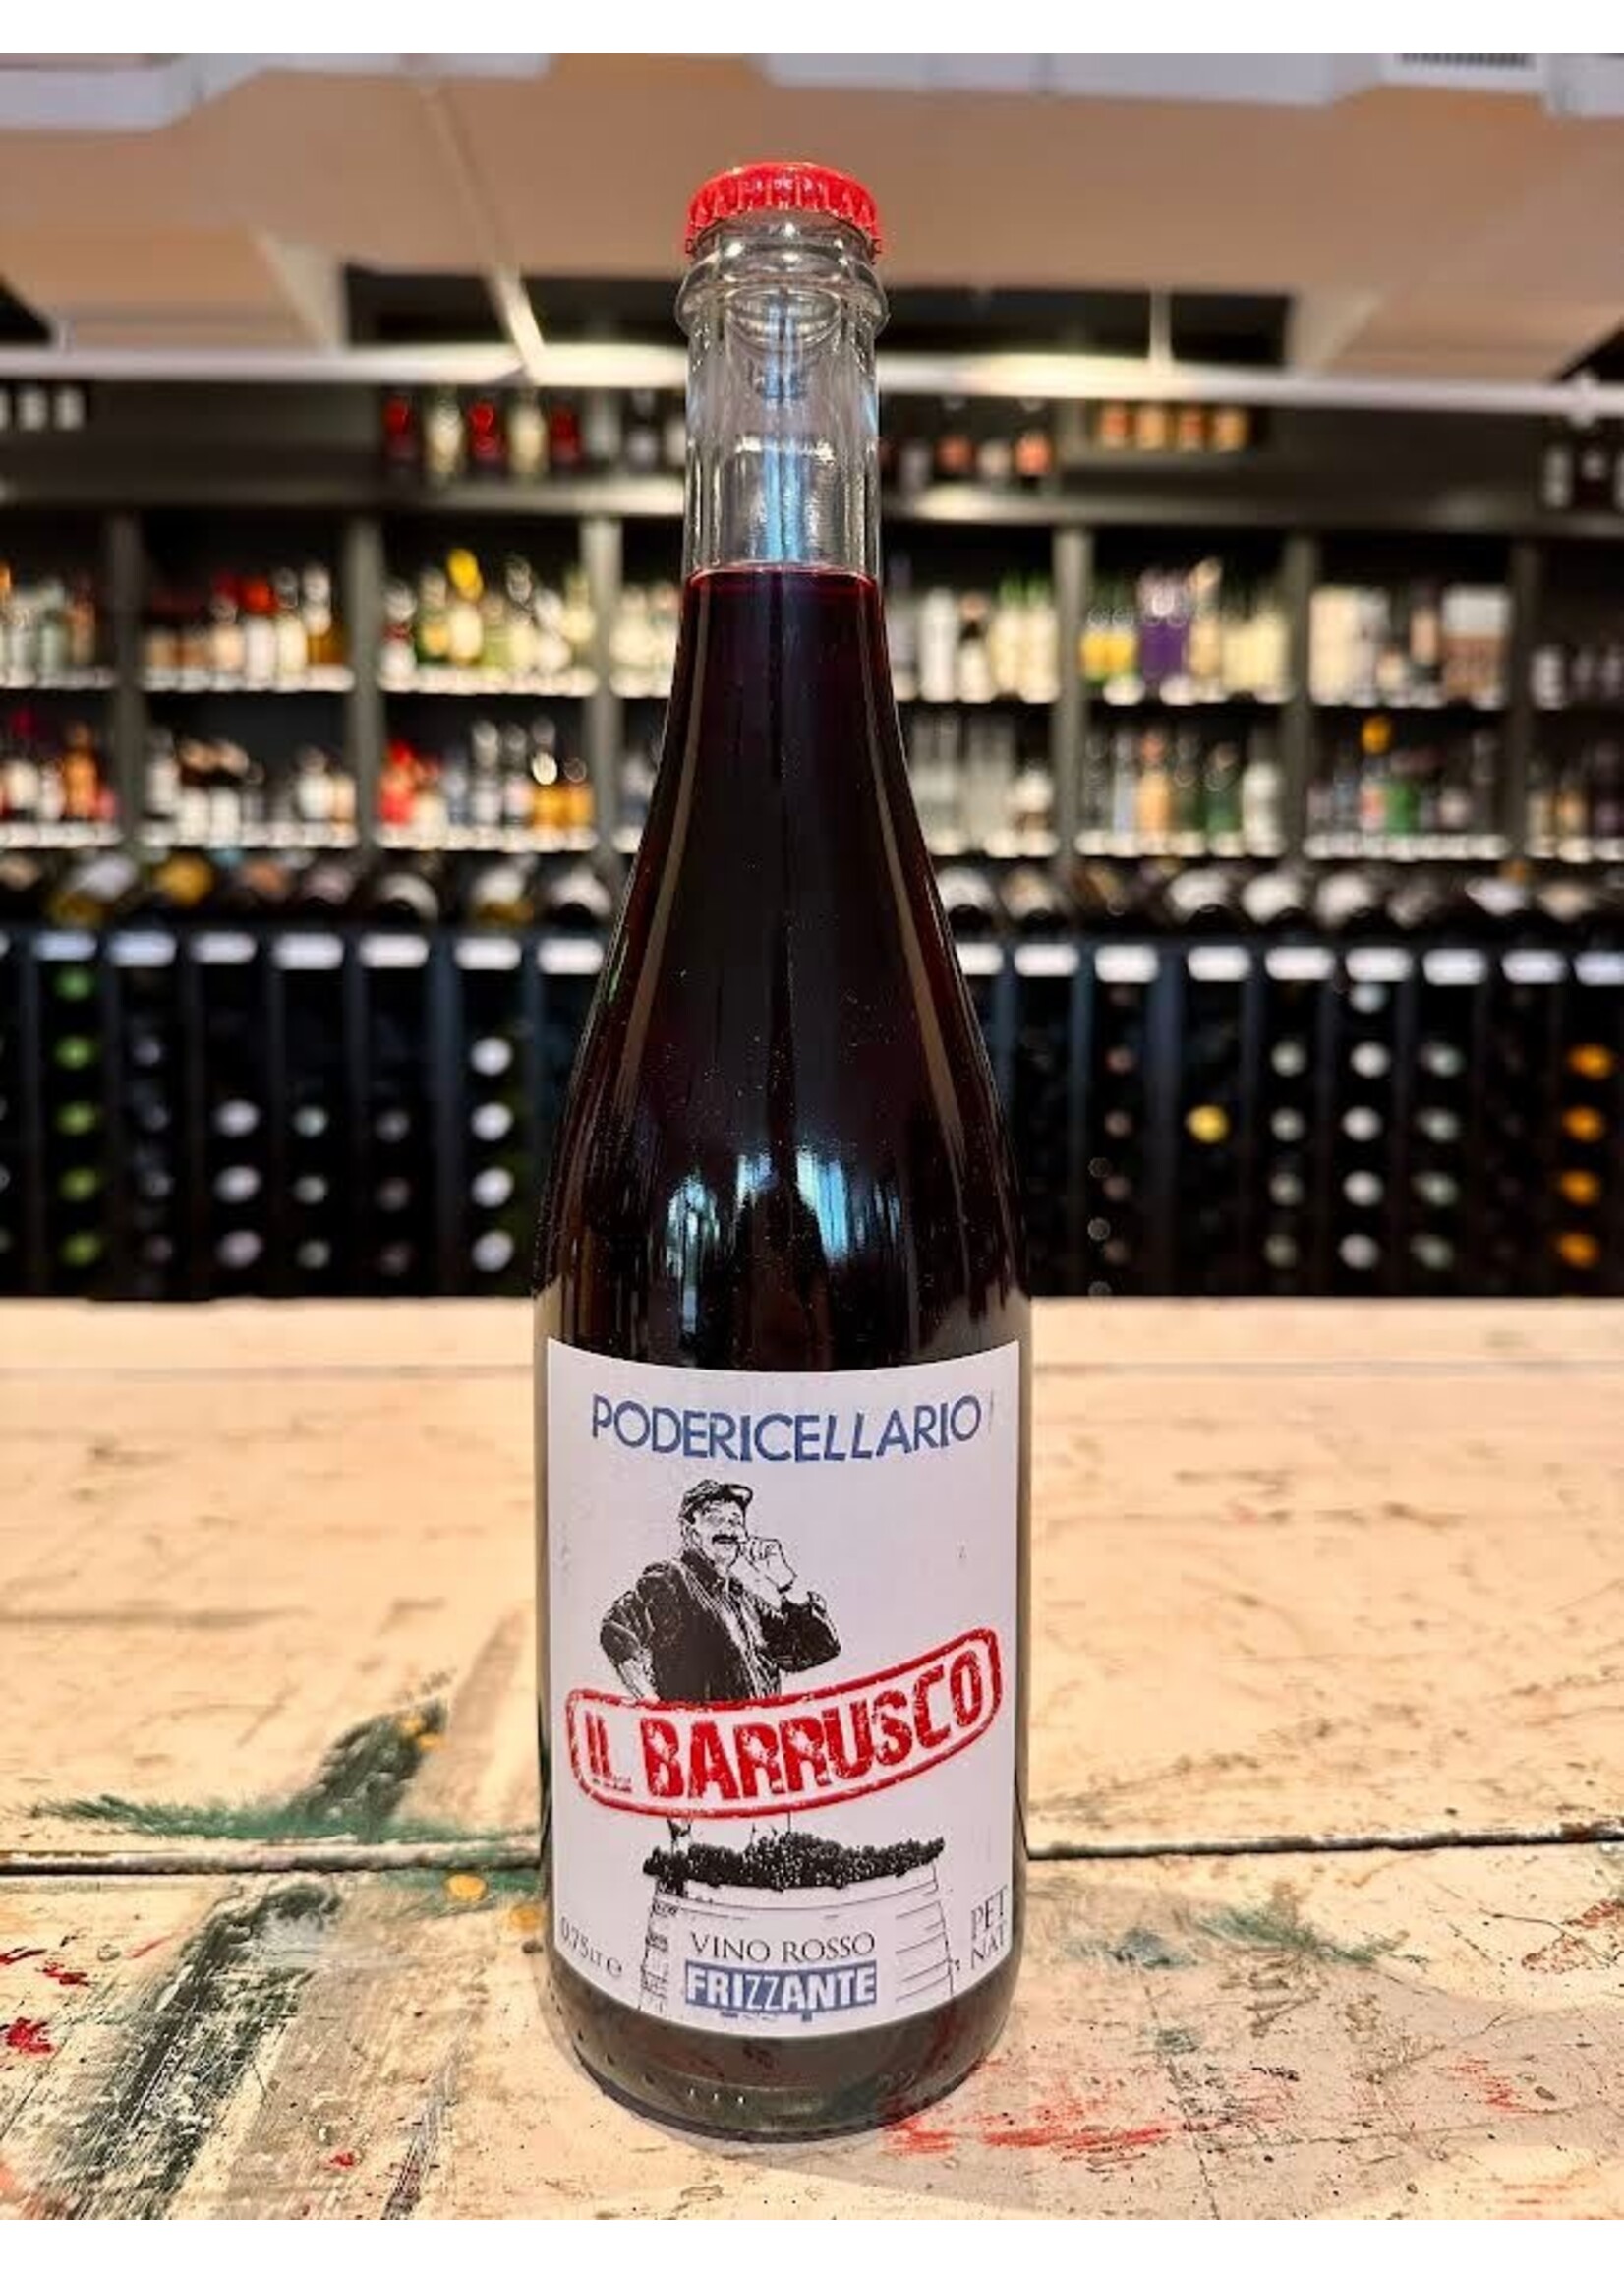 PODERICELLARIO
IL BARRUSCO
VINO ROSSO
FRIZZANTE
0,75 LT e
PET
NAT